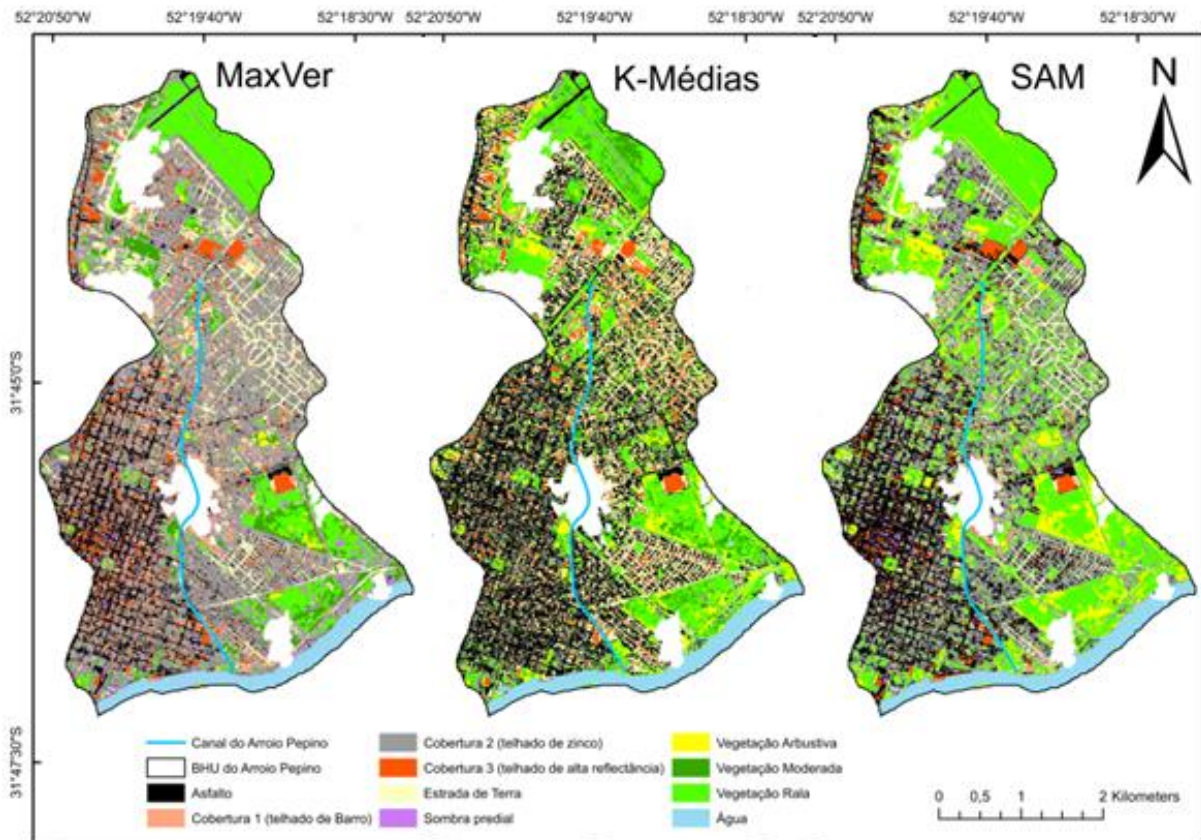 52°20'50"W 52°19'40"W 52°18'30"W 52°20'50"W 52°19'40"W 52°18'30"W 52°20'50"W 52°19'40"W 52°18'30"W
MaxVer K-Médias SAM N
31°45'0"S
31°47'30"S
Canal do Arroio Pepino
BHU do Arroio Pepino
Asfalto
Cobertura 1 (telhado de Barro)
Cobertura 2 (telhado de zinco)
Cobertura 3 (telhado de alta reflectância)
Estrada de Terra
Sombra predial
Vegetação Arbustiva
Vegetação Moderada
Vegetação Rala
Água
0 0,5 1 2 Kilometers